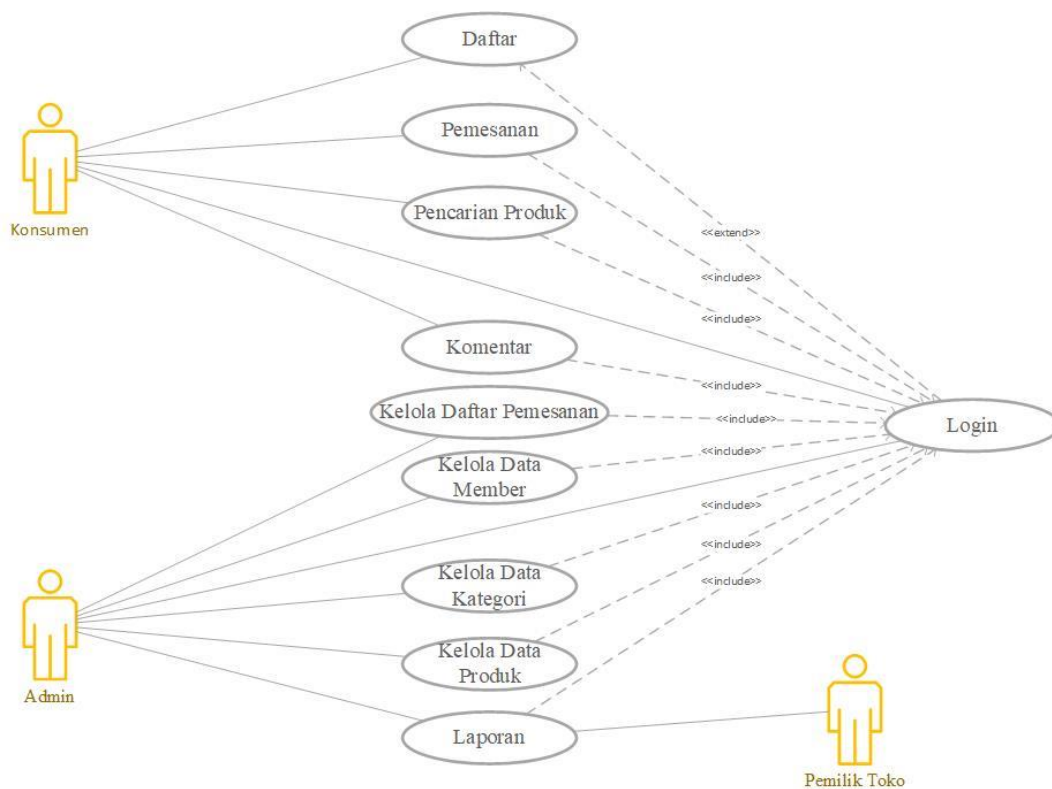 Daftar
Pemesanan
Konsumen
Pencarian Produk
<<extend>>
<<include>>
<<include>>
Komentar
<<include>>
Kelola Daftar Pemesanan
<<include>>
Login
Kelola Data
Member
<<include>>
<<include>>
Kelola Data
Kategori
<<include>>
<<include>>
Admin
Kelola Data
Produk
Laporan
Pemilik Toko